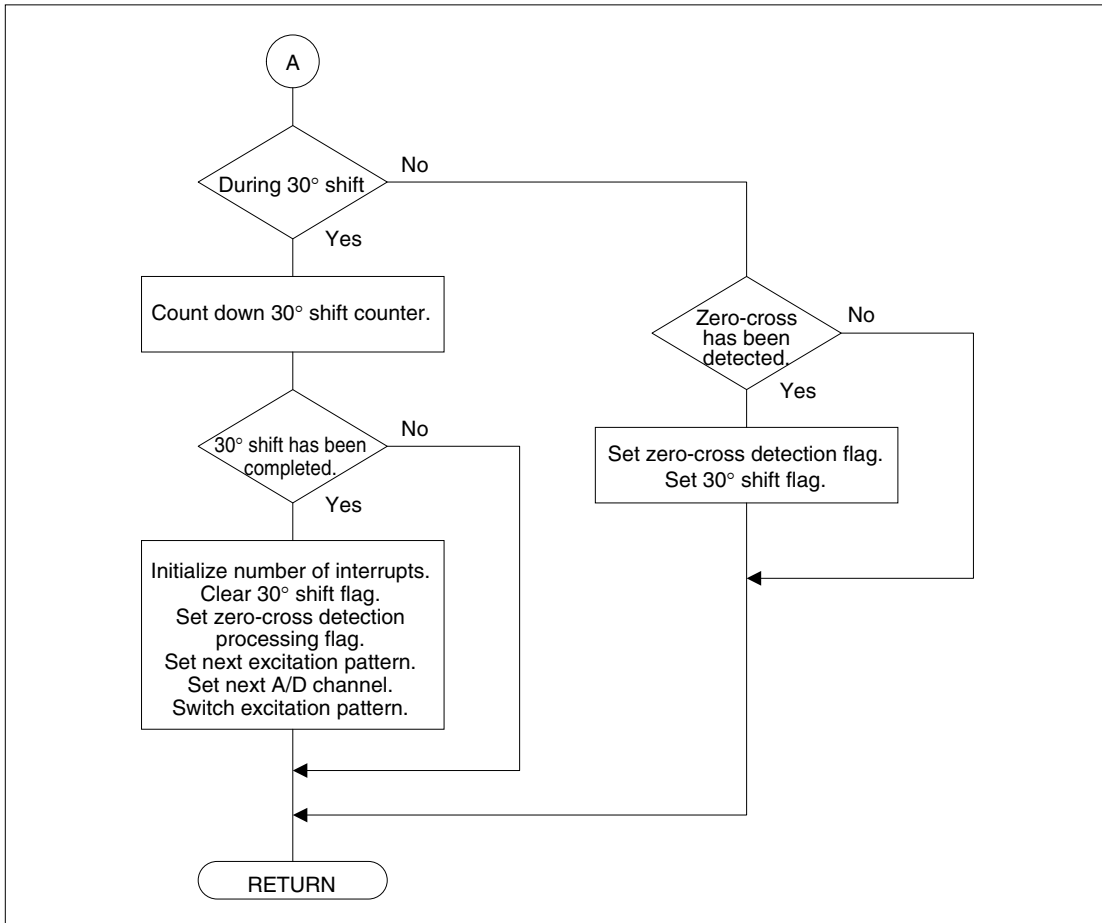 A
During 30° shift
No
Yes
Count down 30° shift counter.
30° shift has been
completed.
No
Yes
Initialize number of interrupts.
Clear 30° shift flag.
Set zero-cross detection
processing flag.
Set next excitation pattern.
Set next A/D channel.
Switch excitation pattern.
Zero-cross
has been
detected.
No
Yes
Set zero-cross detection flag.
Set 30° shift flag.
RETURN